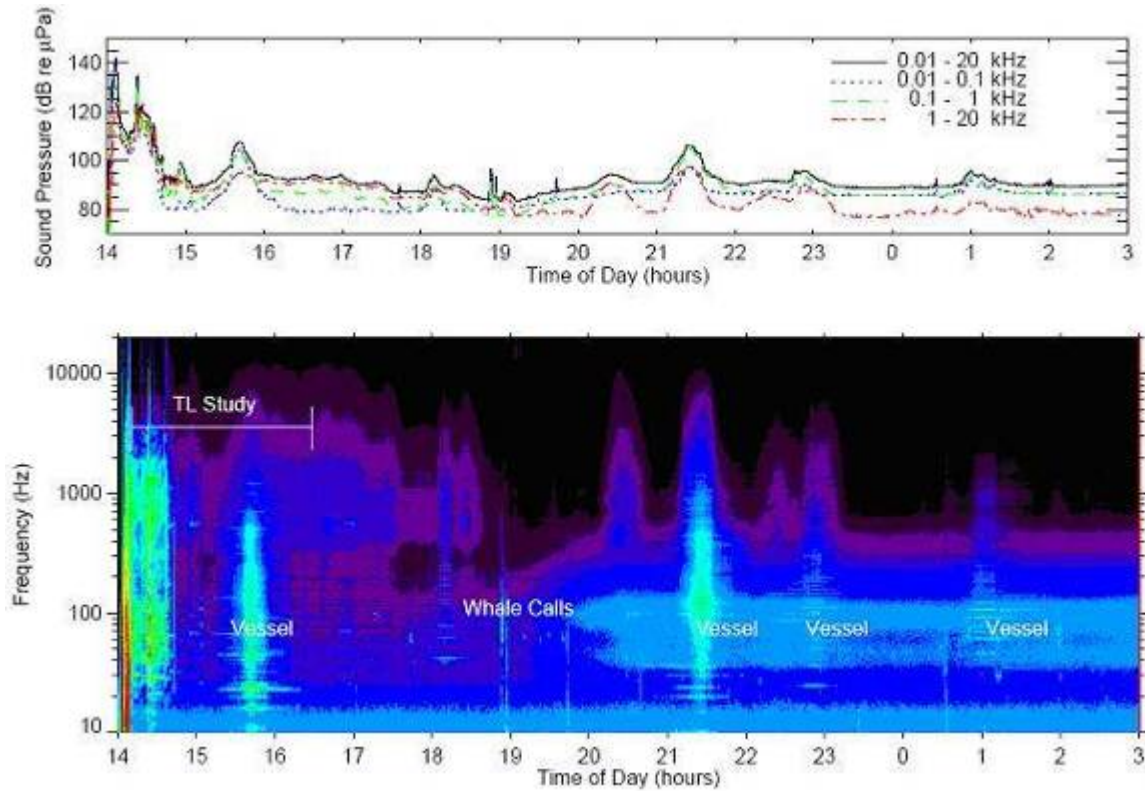 140
120
100
80
Sound Pressure (dB re µPa)
0.01 - 20 kHz
0.01 - 0.1 kHz
0.1 - 1 kHz
1 - 20 kHz
14 15 16 17 18 19 20 21 22 23 0 1 2 3
Time of Day (hours)
10000
1000
100
10
Frequency (Hz)
TL Study
Whale Calls
Vessel Vessel Vessel Vessel
14 15 16 17 18 19 20 21 22 23 0 1 2 3
Time of Day (hours)